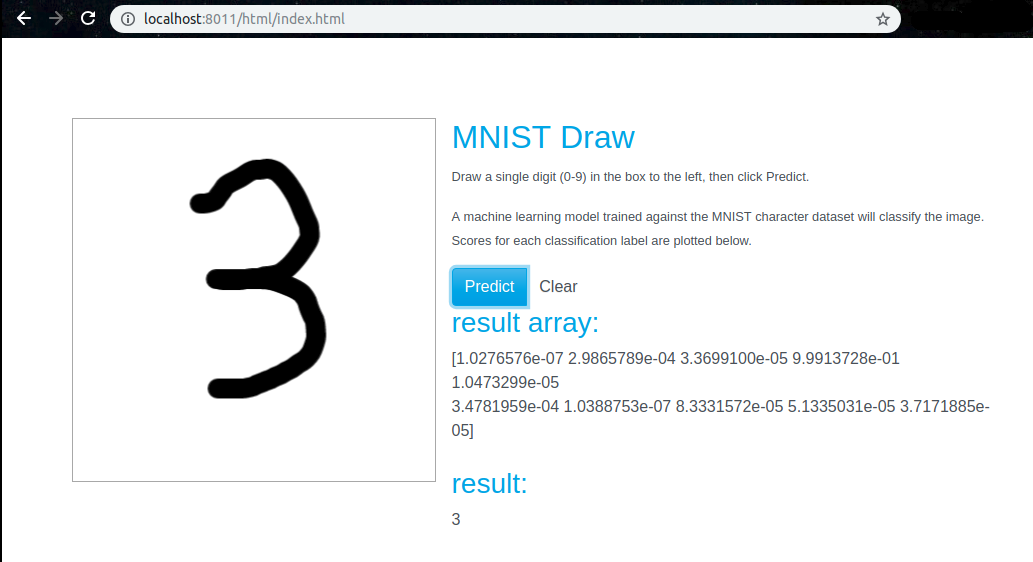 localhost:8011/html/index.html
MNIST Draw
Draw a single digit (0-9) in the box to the left, then click Predict.
A machine learning model trained against the MNIST character dataset will classify the image.
Scores for each classification label are plotted below.
Predict Clear
result array:
[1.0276576e-07 2.9865789e-04 3.3699100e-05 9.9913728e-01
1.0473299e-05
3.4781959e-04 1.0388753e-07 8.3331572e-05 5.1335031e-05 3.7171885e-
05]
result:
3
3